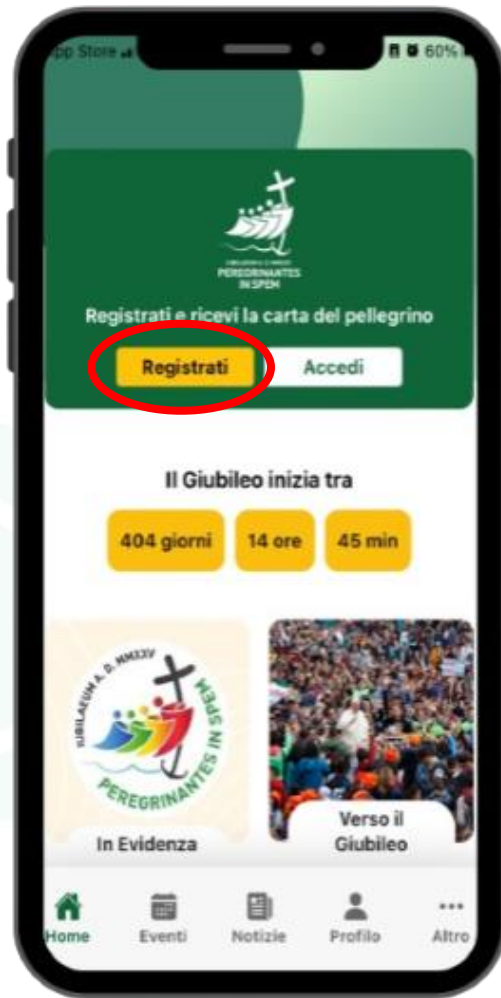 App Store
60%
PEREGRINANTES
IN SPEM
Registrati e ricevi la carta del pellegrino
Registrati
Accedi
Il Giubileo inizia tra
404 giorni
14 ore
45 min
IUBILAEUM A. D. MMXXV
PEREGRINANTES IN SPEM
In Evidenza
Verso il
Giubileo
Home
Eventi
Notizie
Profilo
Altro